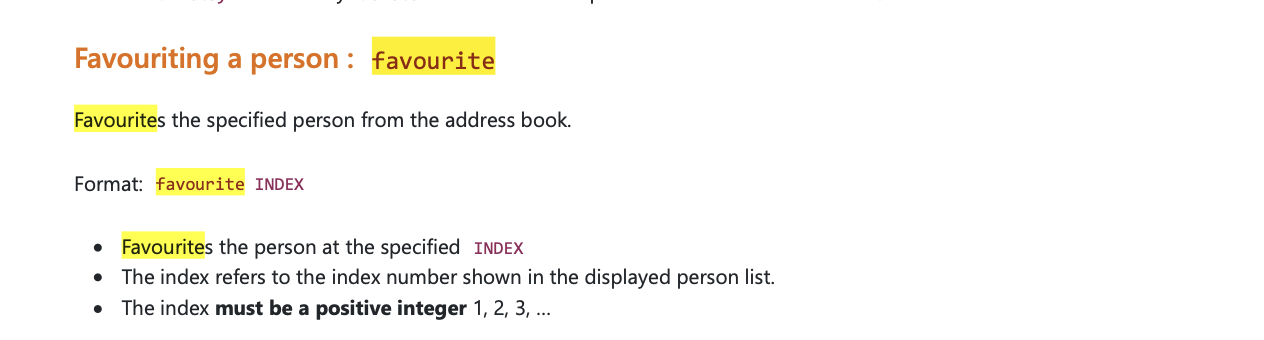 Favouriting a person : favourite
Favourites the specified person from the address book.
Format: favourite INDEX
Favourites the person at the specified INDEX
The index refers to the index number shown in the displayed person list.
The index must be a positive integer 1, 2, 3, …